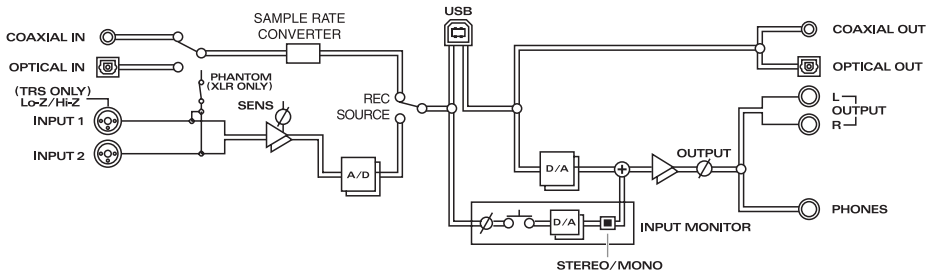 USB
SAMPLE RATE
CONVERTER
COAXIAL IN
COAXIAL OUT
OPTICAL IN
OPTICAL OUT
PHANTOM
(XLR ONLY)
(TRS ONLY)
Lo-Z/Hi-Z
INPUT 1
SENS
REC
SOURCE
L
OUTPUT
R
INPUT 2
A/D
D/A
OUTPUT
PHONES
D/A
INPUT MONITOR
STEREO/MONO